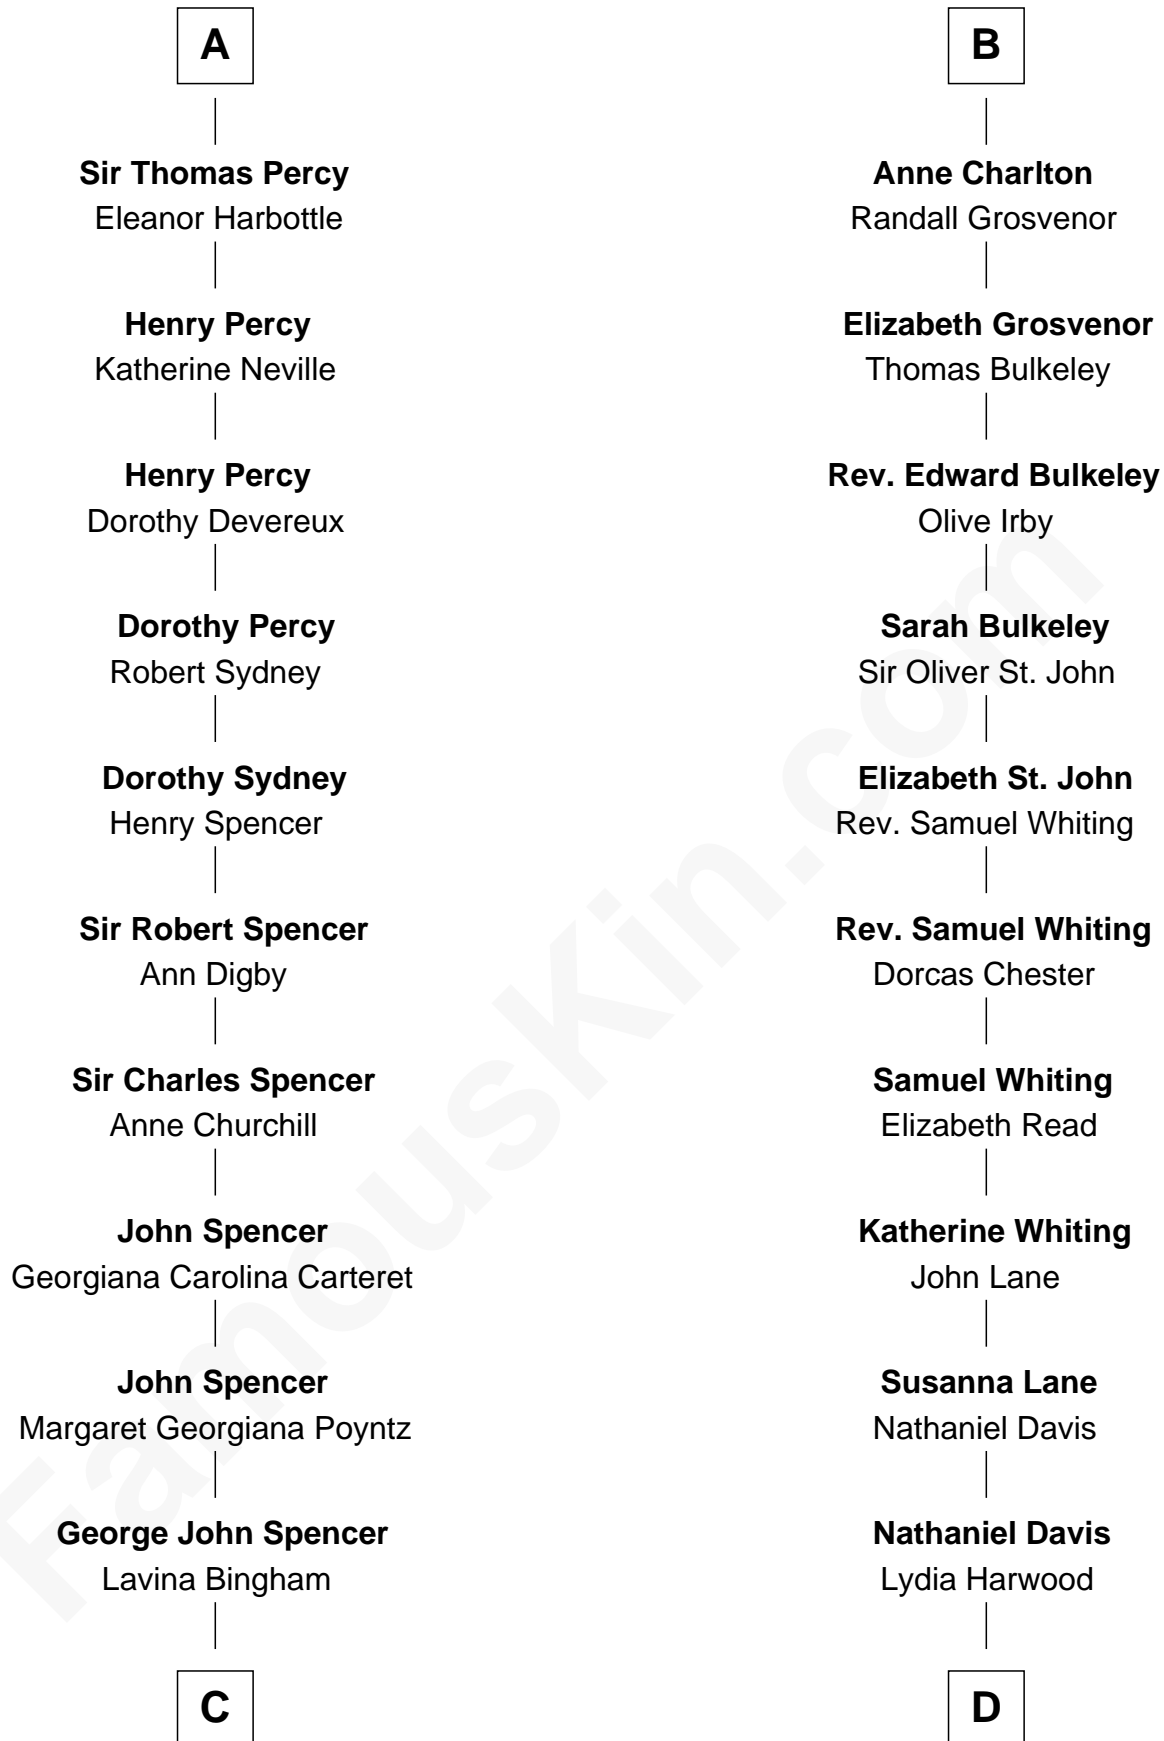 A
Sir Thomas Percy
Eleanor Harbottle
Henry Percy
Katherine Neville
Henry Percy
Dorothy Devereux
Dorothy Percy
Robert Sydney
Dorothy Sydney
Henry Spencer
Sir Robert Spencer
Ann Digby
Sir Charles Spencer
Anne Churchill
John Spencer
Georgiana Carolina Carteret
John Spencer
Margaret Georgiana Poyntz
George John Spencer
Lavina Bingham
C
B
Anne Charlton
Randall Grosvenor
Elizabeth Grosvenor
Thomas Bulkeley
Rev. Edward Bulkeley
Olive Irby
Sarah Bulkeley
Sir Oliver St. John
Elizabeth St. John
Rev. Samuel Whiting
Rev. Samuel Whiting
Dorcas Chester
Samuel Whiting
Elizabeth Read
Katherine Whiting
John Lane
Susanna Lane
Nathaniel Davis
Nathaniel Davis
Lydia Harwood
D
FamousKin.com